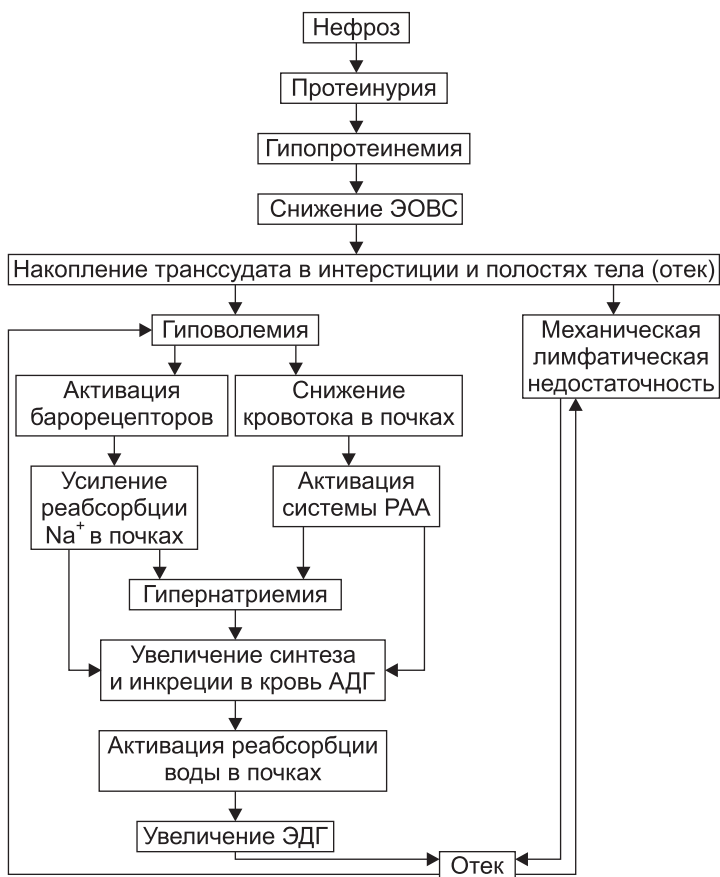 Нефроз
Протеинурия
Гипопротеинемия
Снижение ЭОВС
Накопление транссудата в интерстиции и полостях тела (отек)
Гиповолемия
Механическая
лимфатическая
недостаточность
Активация
барорецепторов
Снижение
кровотока в почках
Усиление
реабсорбции
Na⁺ в почках
Активация
системы РАА
Гипернатриемия
Увеличение синтеза
и инкреции в кровь АДГ
Активация реабсорбции
воды в почках
Увеличение ЭДГ
Отек